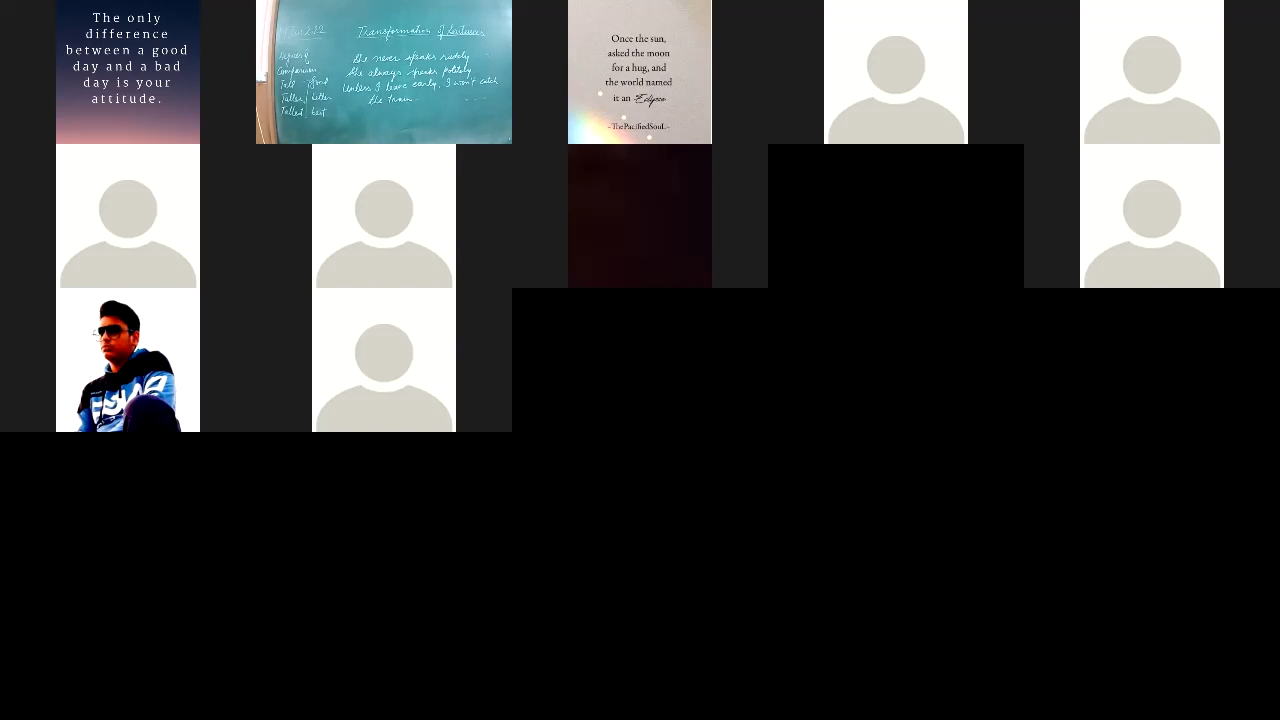 The only
difference
between a good
day and a bad
day is your
attitude.
Transformation of Sentences
Degrees of
Comparison
Tall good
Taller better
Tallest best
She never speaks rudely
She always speaks politely
Unless I leave early, I won't catch
the train
Once the sun,
asked the moon
for a hug, and
the world named
it an Eclipse
-ThePacifiedSouL-